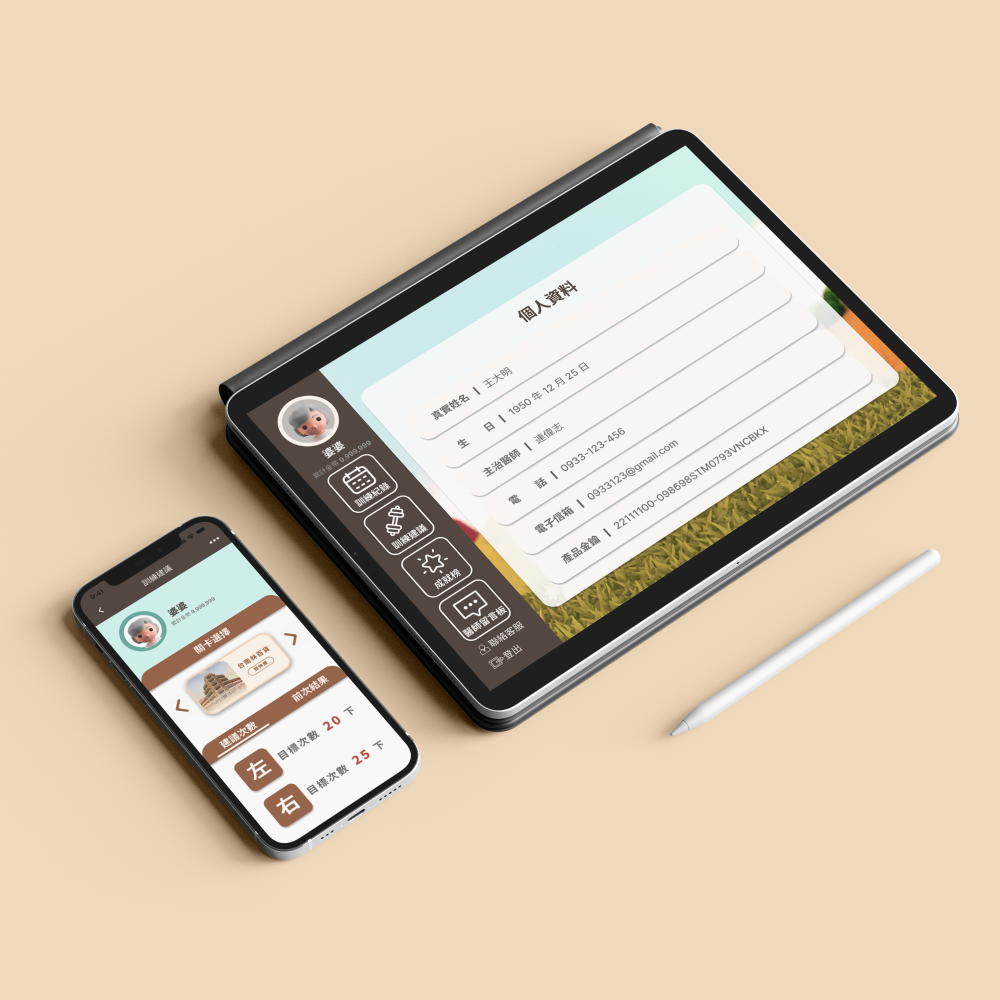 個人資料
真實姓名 | 王大明
生 日 | 1950 年 12 月 25 日
主治醫師 | 連偉志
電 話 | 0933-123-456
電子信箱 | 0933123@gmail.com
產品金鑰 | 22111100-098698STM0793VNCBKX
婆婆
累計金幣 9,999,999
訓練紀錄
訓練建議
成就榜
醫師留言板
聯絡客服
登出
9:41
訓練建議
婆婆
累計金幣 9,999,999
關卡選擇
台南林百貨
建議次數
前次結果
左
目標次數 20 下
右
目標次數 25 下